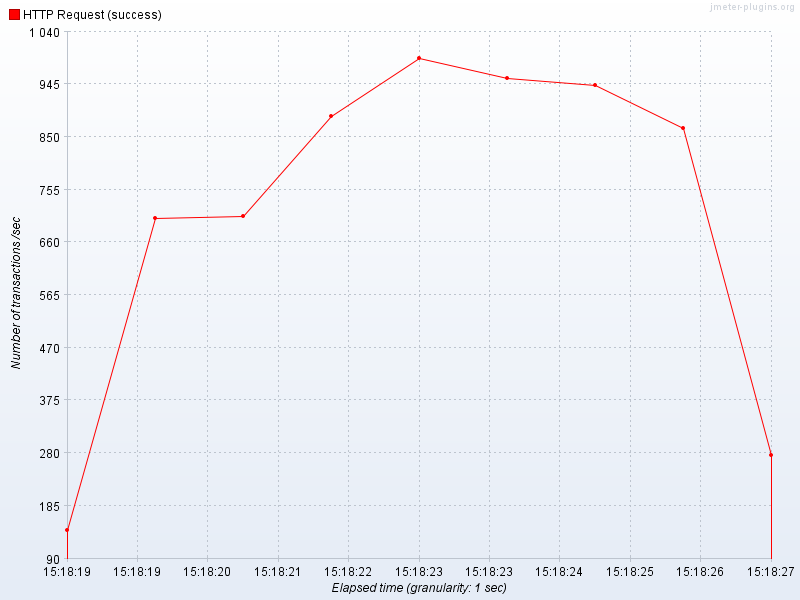 HTTP Request (success)
jmeter-plugins.org
1 040
945
850
755
660
565
470
375
280
185
90
Number of transactions /sec
15:18:19 15:18:19 15:18:20 15:18:21 15:18:22 15:18:23 15:18:23 15:18:24 15:18:25 15:18:26 15:18:27
Elapsed time (granularity: 1 sec)